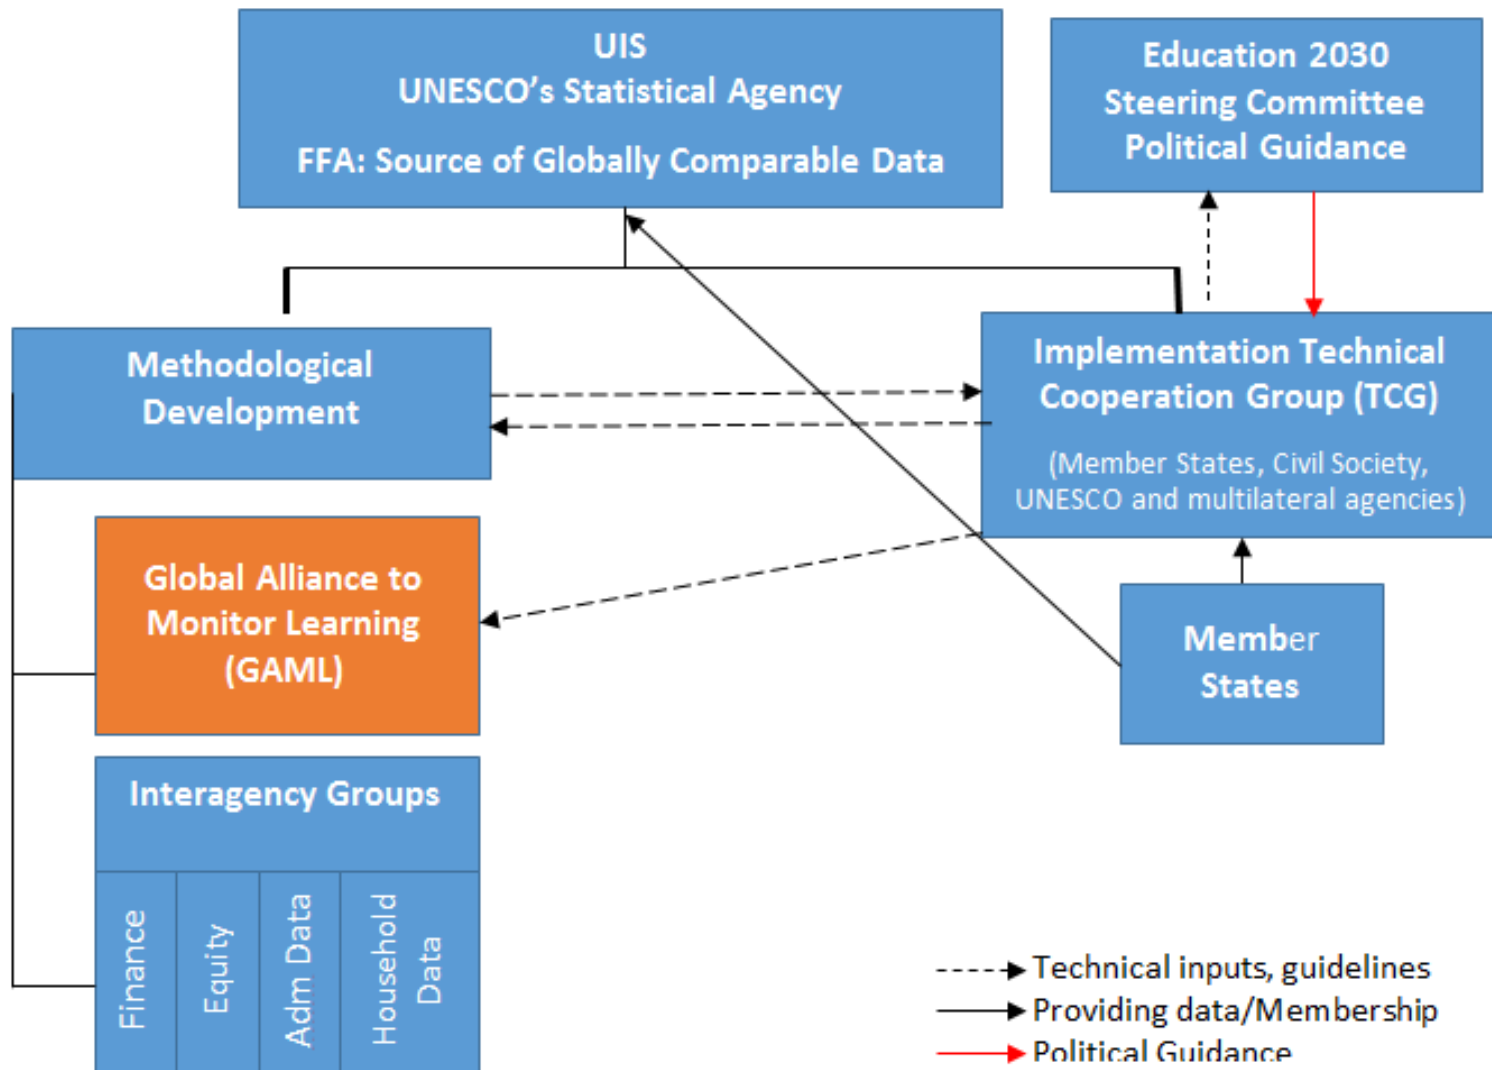 UIS
UNESCO’s Statistical Agency
FFA: Source of Globally Comparable Data
Education 2030
Steering Committee
Political Guidance
Methodological
Development
Implementation Technical
Cooperation Group (TCG)
(Member States, Civil Society,
UNESCO and multilateral agencies)
Global Alliance to
Monitor Learning
(GAML)
Member
States
Interagency Groups
Finance
Equity
Adm Data
Household
Data
Technical inputs, guidelines
Providing data/Membership
Political Guidance